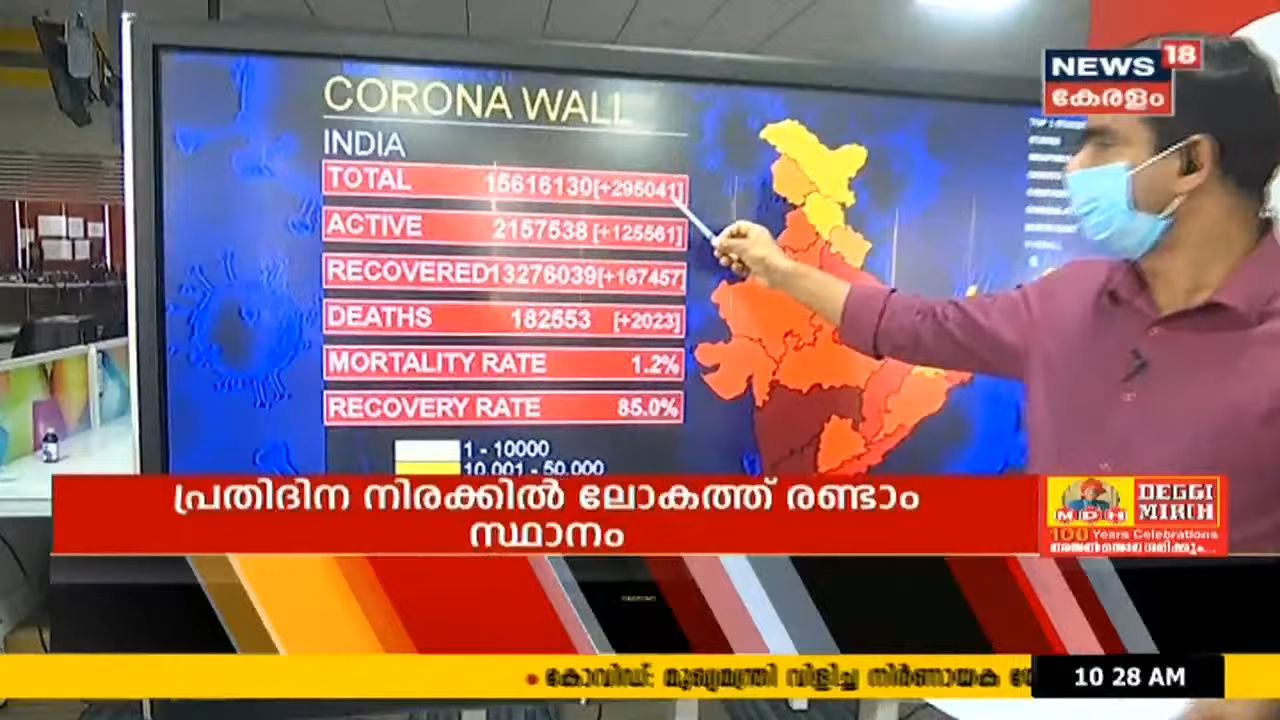 NEWS 18
കേരളം
CORONA WALL
INDIA
TOTAL 15616130[+295041]
ACTIVE 2157538 [+125561]
RECOVERED13276039[+167457
DEATHS 182553 [+2023]
MORTALITY RATE 1.2%
RECOVERY RATE 85.0%
1 - 10000
10,001 - 50,000
പ്രതിദിന നിരക്കിൽ ലോകത്ത് രണ്ടാം
സ്ഥാനം
MDH DEGGI
MIRCH
100 Years Celebrations
• കോവിഡ്: മുഖ്യമന്ത്രി വിളിച്ച നിർണായക
10 28 AM